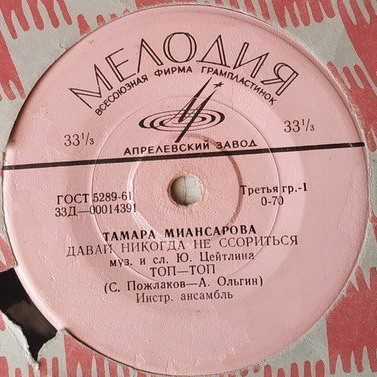 МЕЛОДИЯ
ВСЕСОЮЗНАЯ ФИРМА ГРАМПЛАСТИНОК
33 1/3
33 1/3
АПРЕЛЕВСКИЙ ЗАВОД
ГОСТ 5289-61
Третья гр.-1
33Д—00014391
0-70
ТАМАРА МИАНСАРОВА
ДАВАЙ НИКОГДА НЕ ССОРИТЬСЯ
муз. и сл. Ю. Цейтлина
ТОП—ТОП
(С. Пожлаков—А. Ольгин)
Инстр. ансамбль